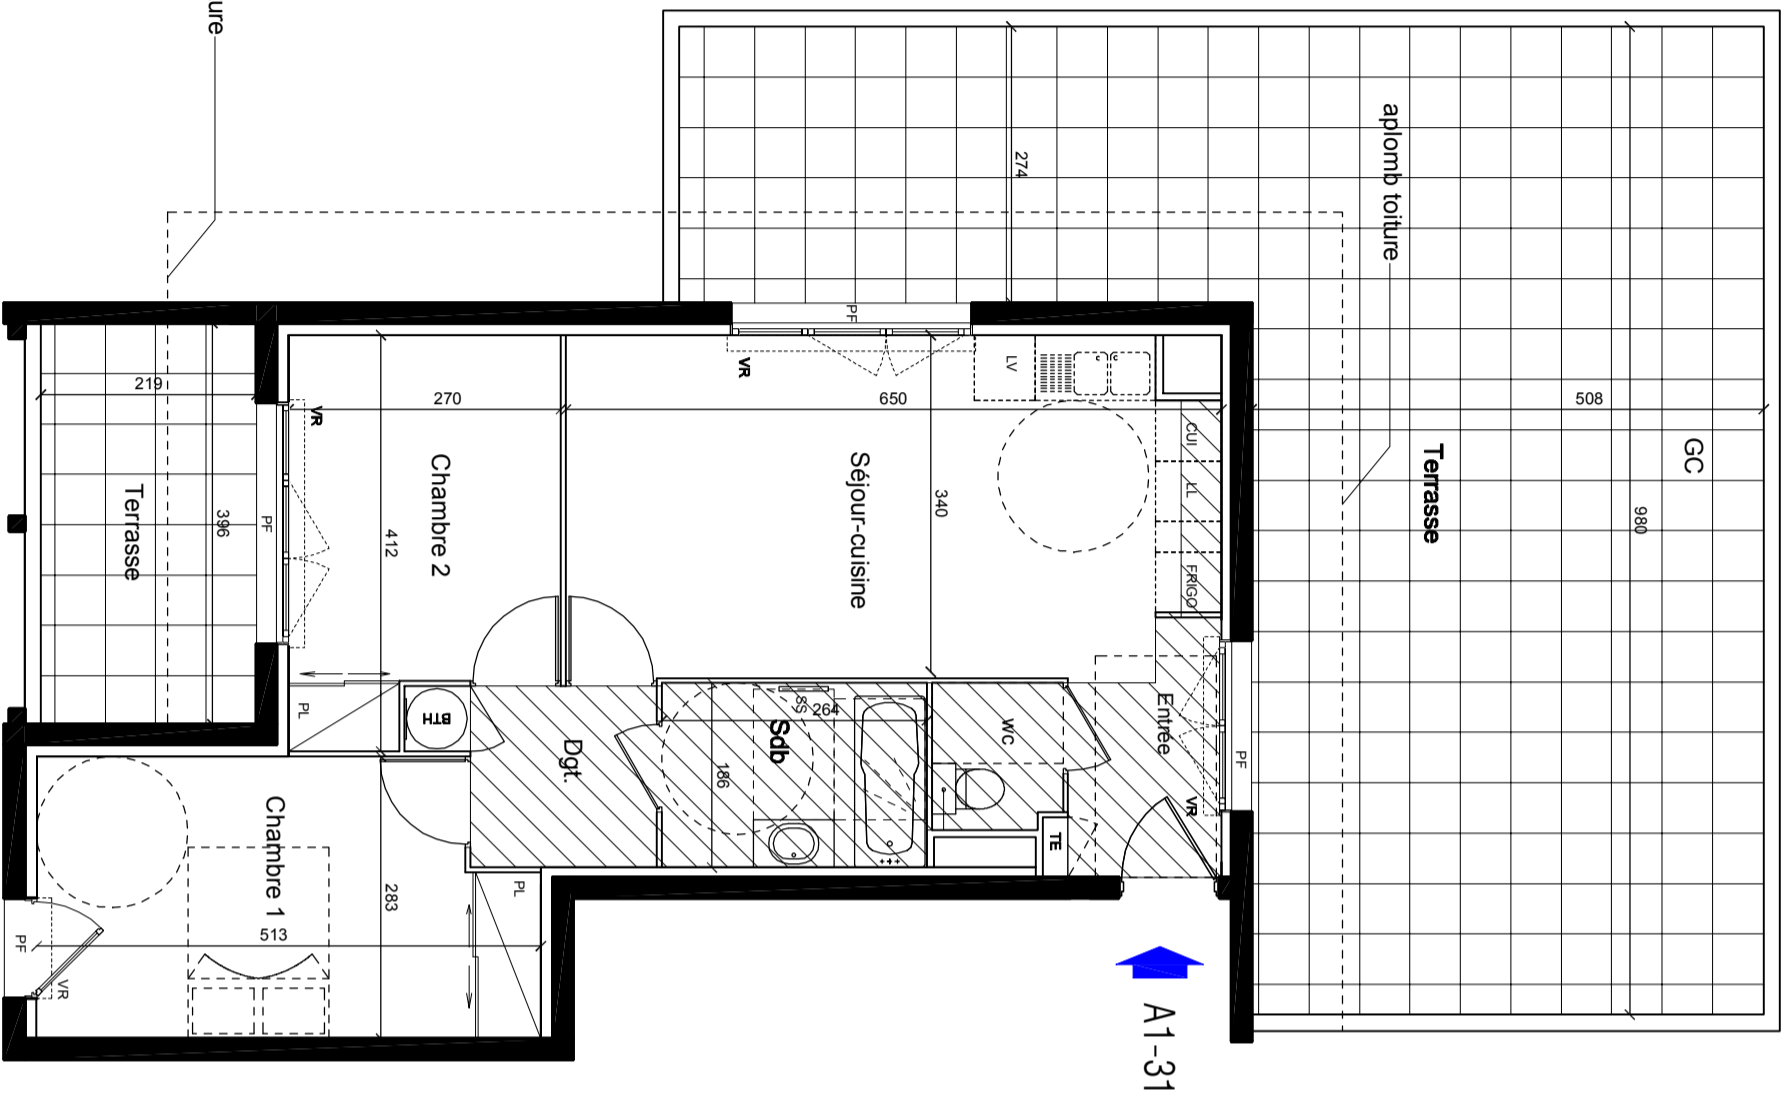 ure
274
aplomb toiture
508
GC
Terrasse
980
PF
VR
LV
219
VR
270
650
CUI
LL
FRIGO
Chambre 2
Séjour-cuisine
340
Terrasse
396
PF
412
PL
BTH
Dgt.
SS
264
Sdb
186
WC
Entrée
PF
VR
TE
Chambre 1
283
PL
513
PF
VR
A1-31